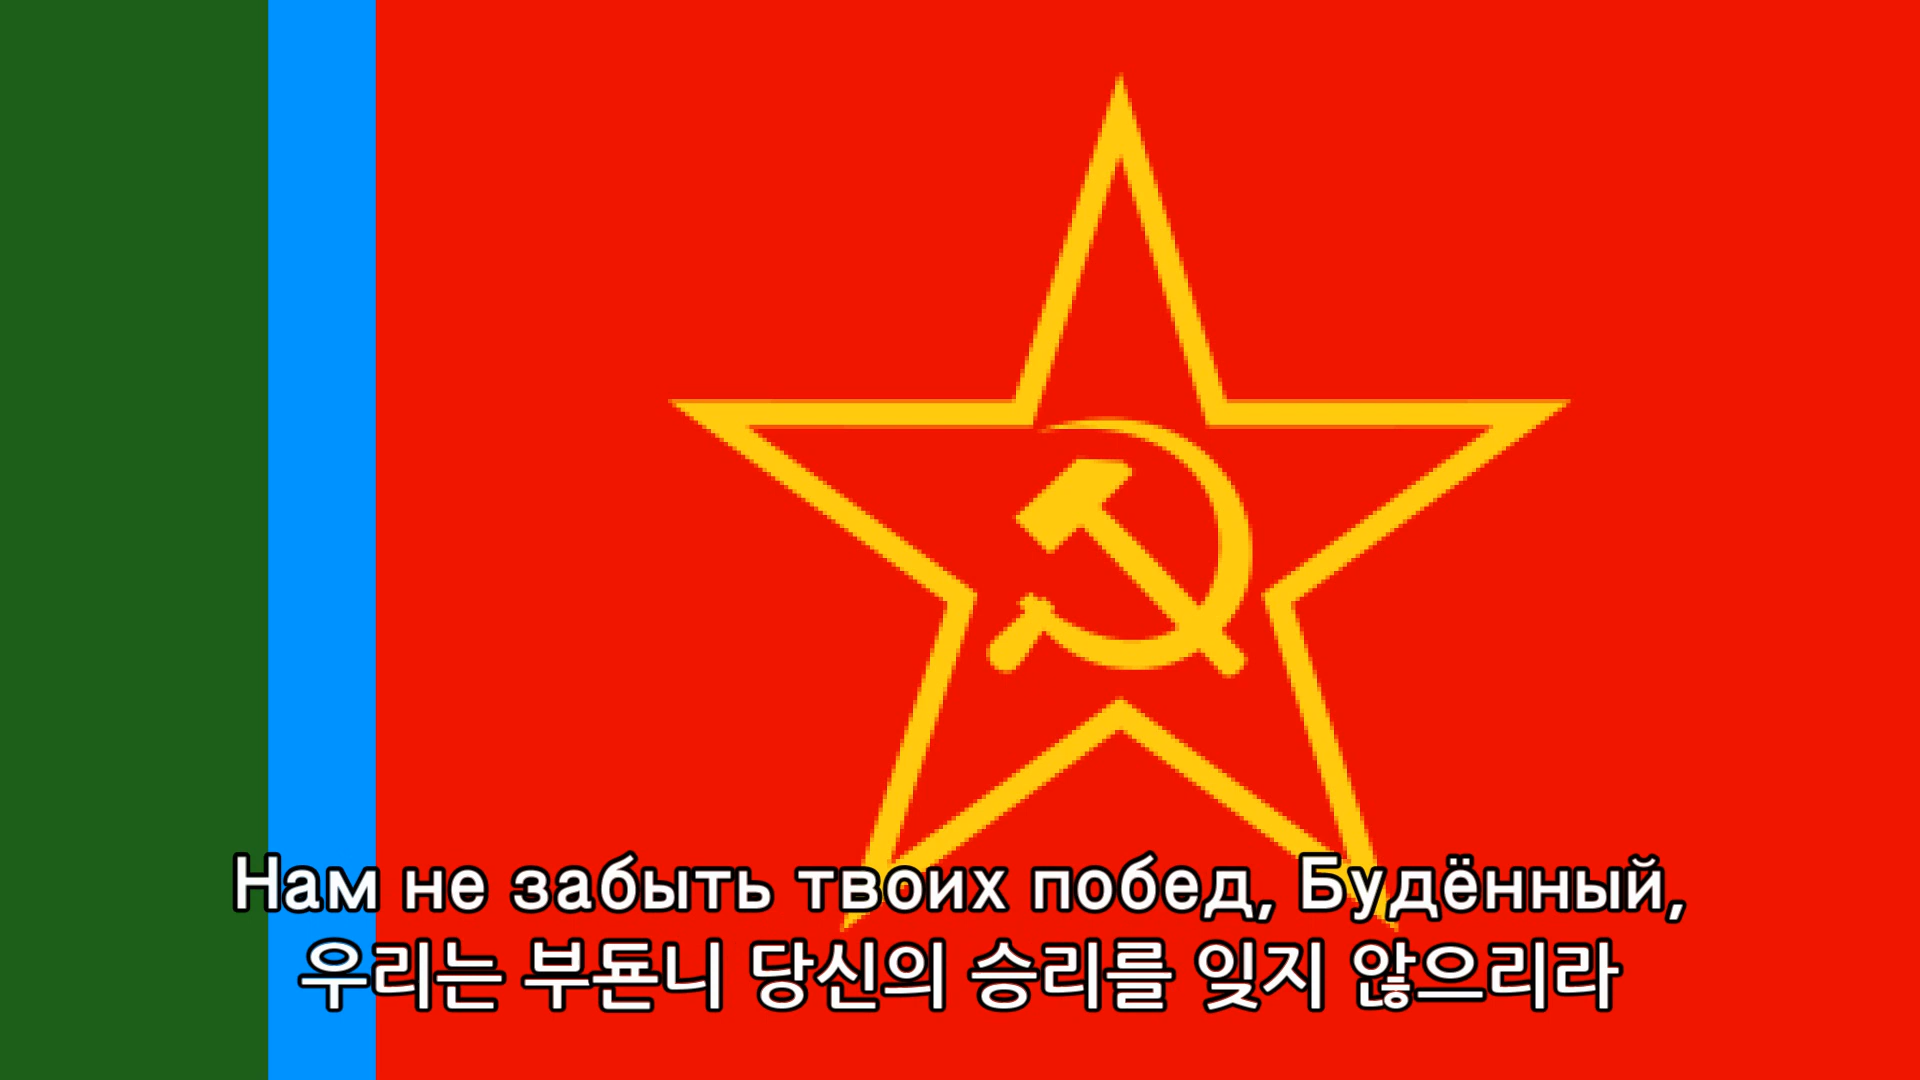 Нам не забыть твоих побед, Будённый,
우리는 부됸니 당신의 승리를 잊지 않으리라